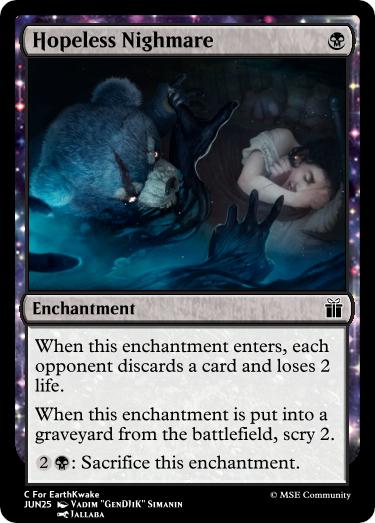 Hopeless Nighmare
Enchantment
When this enchantment enters, each
opponent discards a card and loses 2
life.
When this enchantment is put into a
graveyard from the battlefield, scry 2.
2 : Sacrifice this enchantment.
C For EarthKwake
JUN25 Vadim "GenDJiK" Simanin
Jallaba
© MSE Community